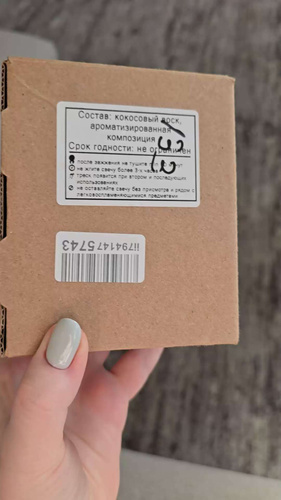 Состав: кокосовый воск,
ароматизированная
композиция
Срок годности: не ограничен
после зажжения не тушите
не жгите свечу более 3-х часов
треск появится при втором и последующих
использованиях
не оставляйте свечу без присмотра и рядом с
легковоспламеняющимися предметами
ii7941475743